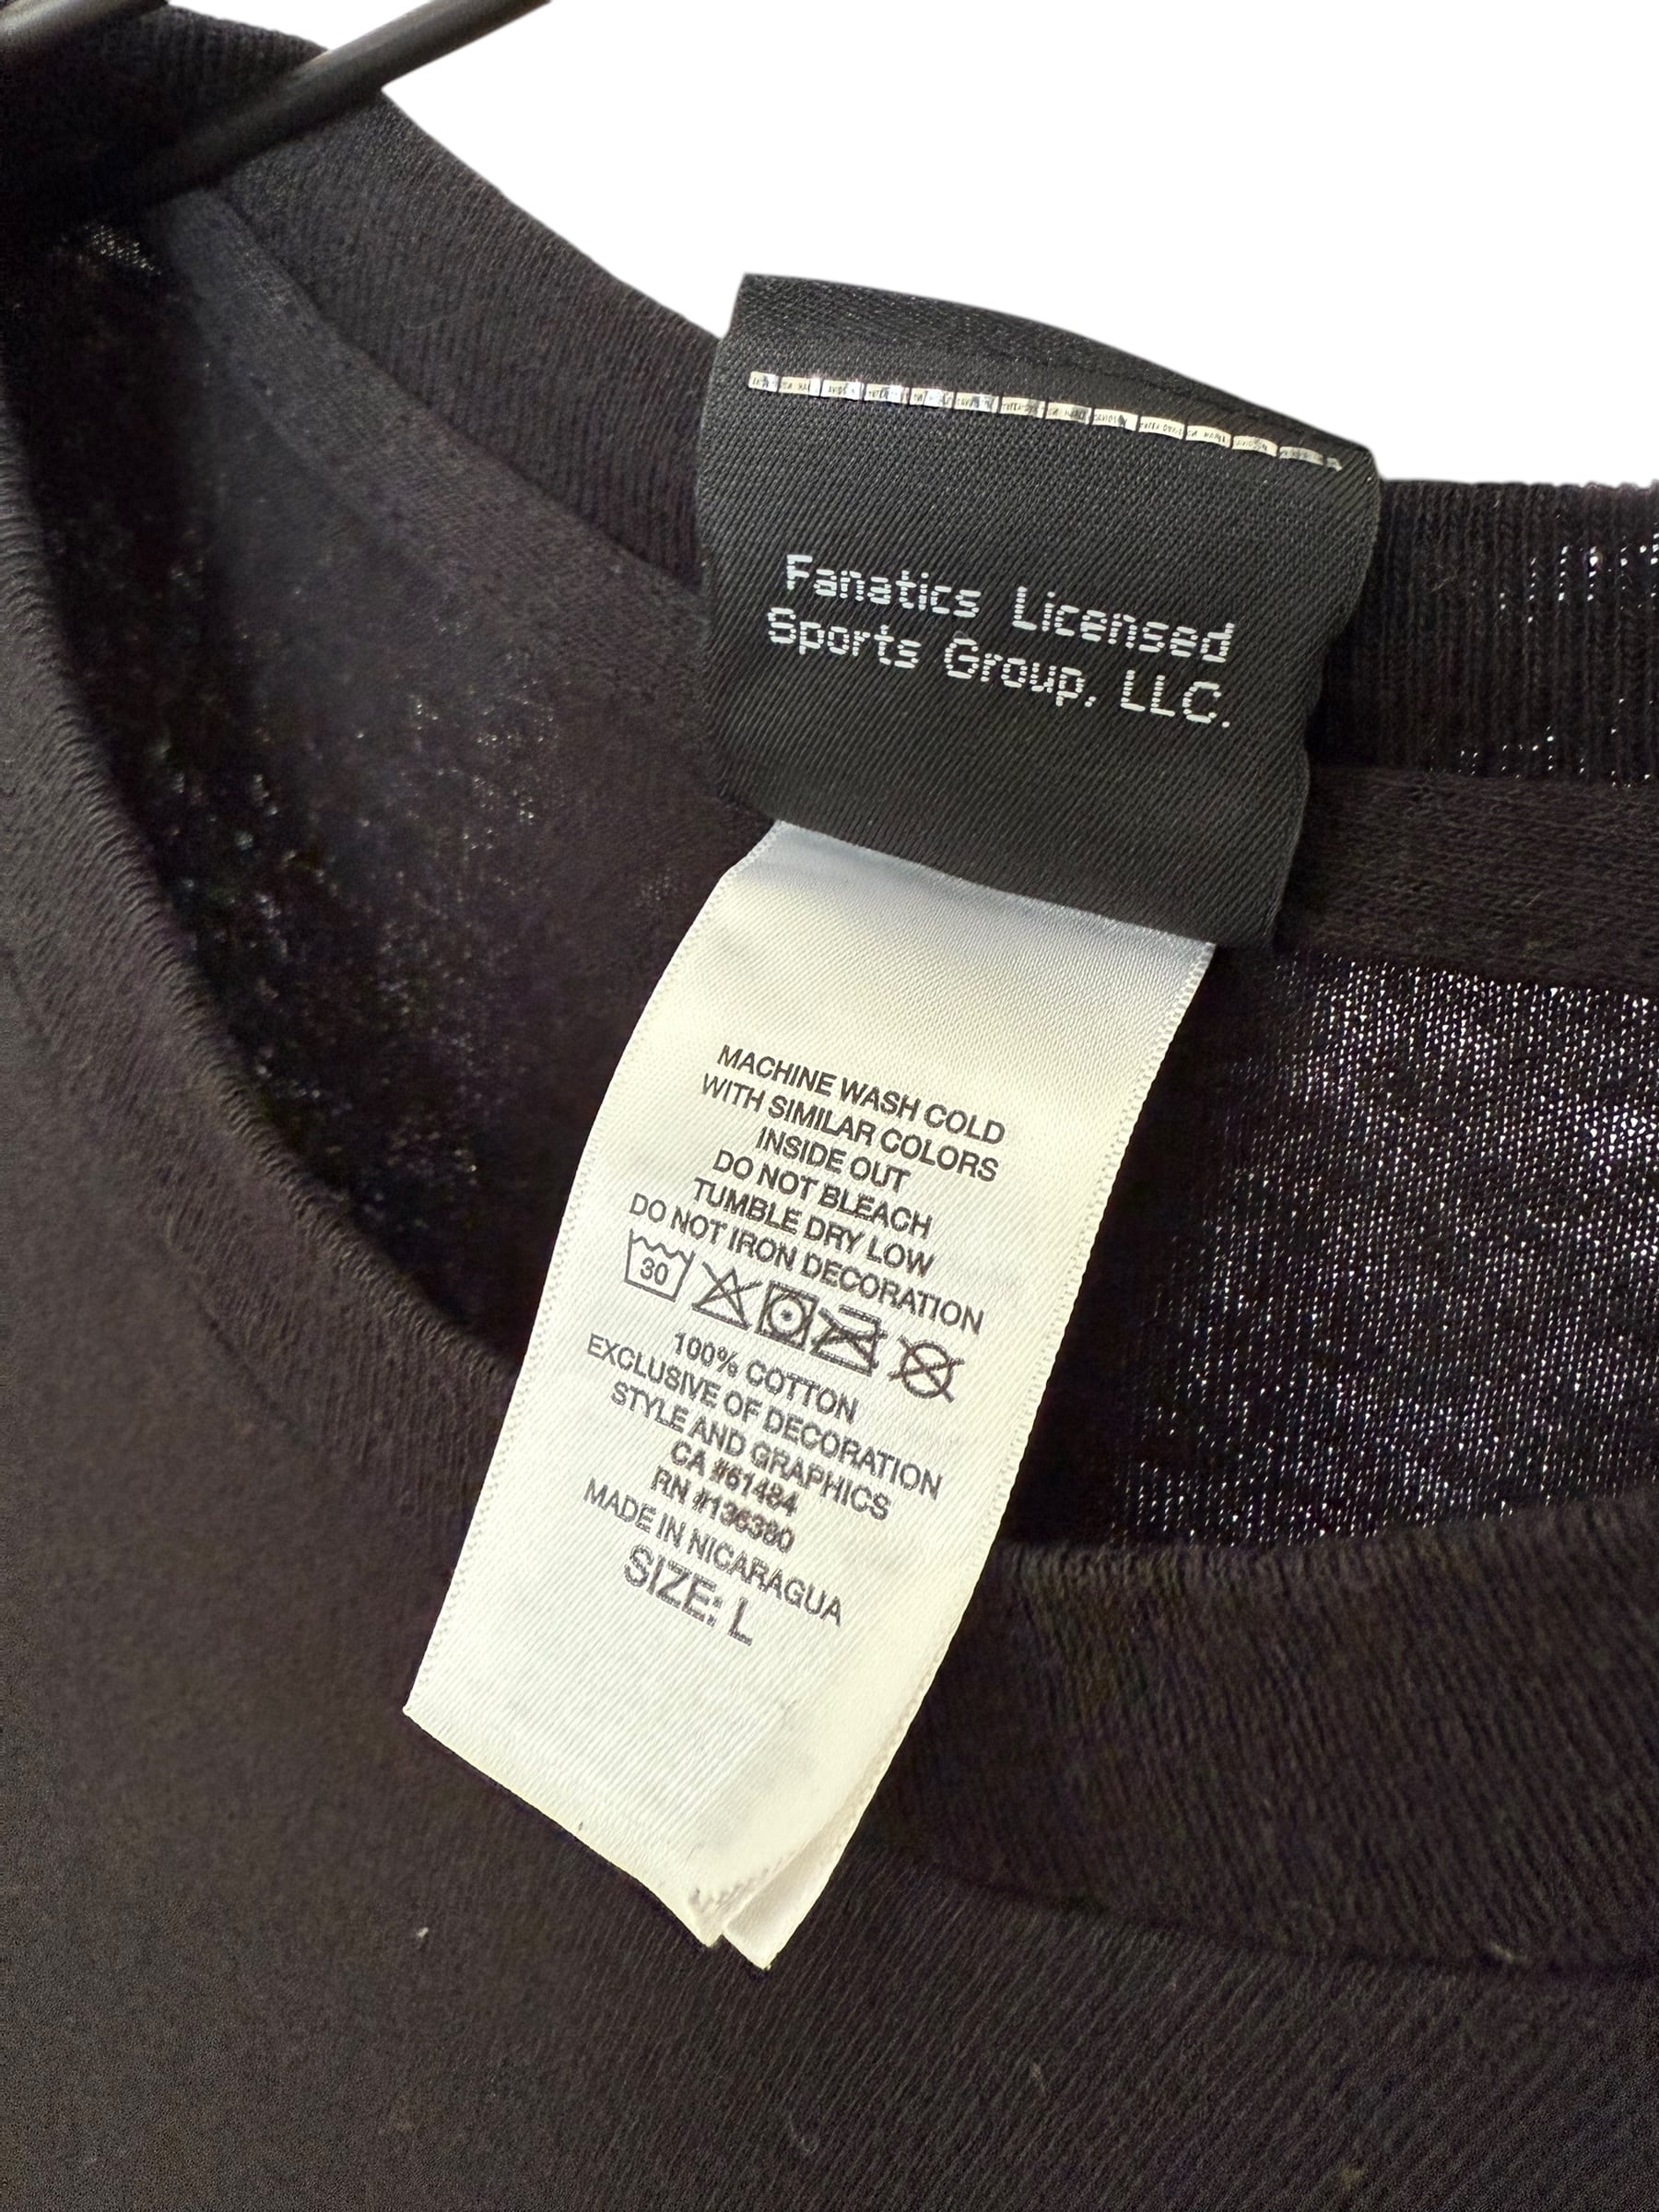 Fanatics Licensed
Sports Group, LLC.
MACHINE WASH COLD
WITH SIMILAR COLORS
INSIDE OUT
DO NOT BLEACH
TUMBLE DRY LOW
DO NOT IRON DECORATION
30
100% COTTON
EXCLUSIVE OF DECORATION
STYLE AND GRAPHICS
CA #61484
RN #136380
MADE IN NICARAGUA
SIZE: L